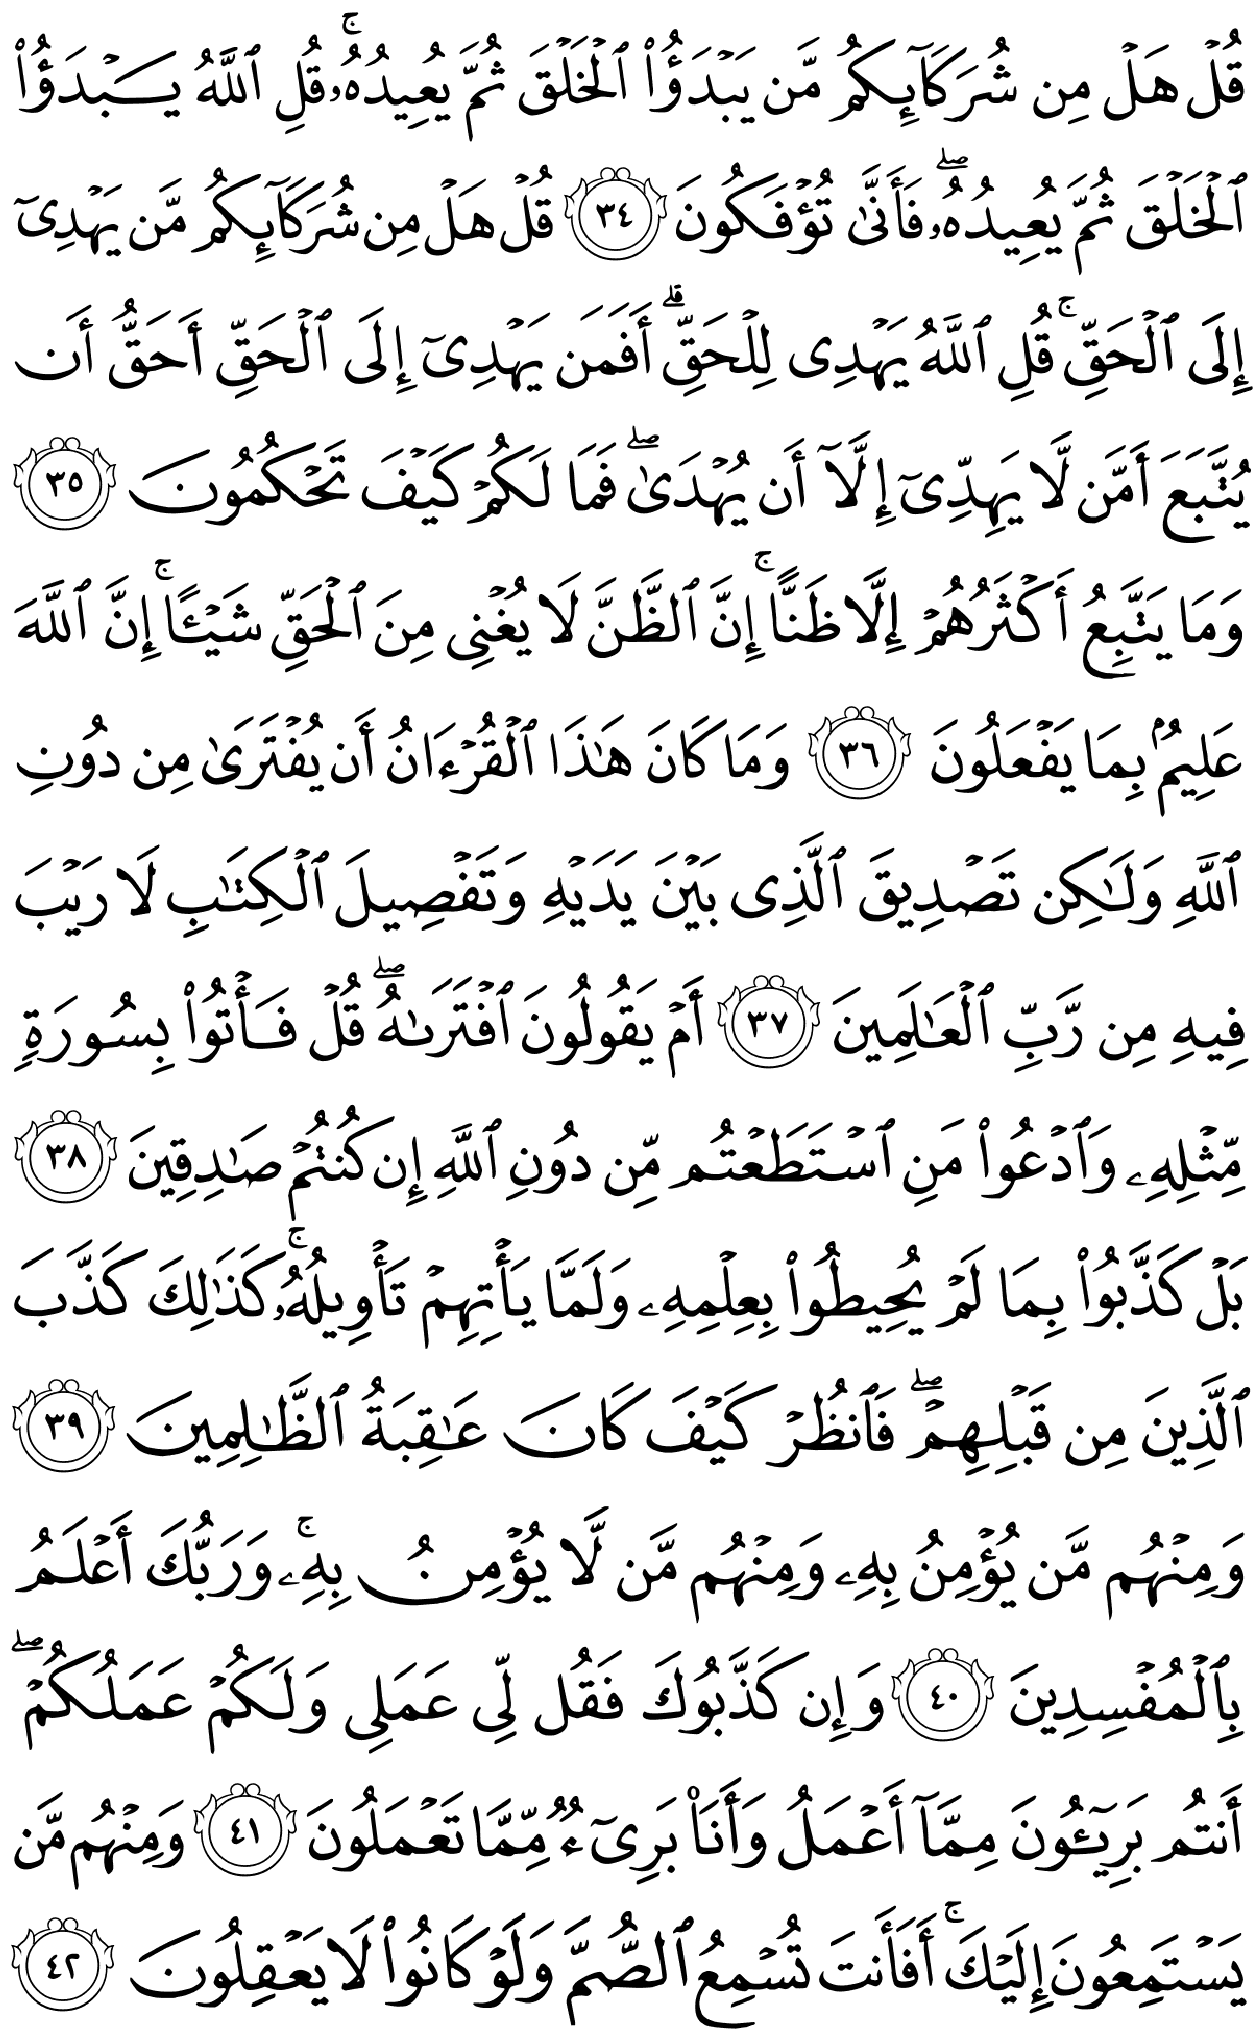 قُلْ هَلْ مِن شُرَكَآئِكُم مَّن يَبْدَؤُا۟ ٱلْخَلْقَ ثُمَّ يُعِيدُهُۥ ۚ قُلِ ٱللَّهُ يَبْدَؤُا۟
ٱلْخَلْقَ ثُمَّ يُعِيدُهُۥ ۖ فَأَنَّىٰ تُؤْفَكُونَ ٣٤ قُلْ هَلْ مِن شُرَكَآئِكُم مَّن يَهْدِىٓ
إِلَى ٱلْحَقِّ ۚ قُلِ ٱللَّهُ يَهْدِى لِلْحَقِّ ۗ أَفَمَن يَهْدِىٓ إِلَى ٱلْحَقِّ أَحَقُّ أَن
يُتَّبَعَ أَمَّن لَّا يَهِدِّىٓ إِلَّآ أَن يُهْدَىٰ ۖ فَمَا لَكُمْ كَيْفَ تَحْكُمُونَ ٣٥
وَمَا يَتَّبِعُ أَكْثَرُهُمْ إِلَّا ظَنًّا ۚ إِنَّ ٱلظَّنَّ لَا يُغْنِى مِنَ ٱلْحَقِّ شَيْـًٔا ۚ إِنَّ ٱللَّهَ
عَلِيمٌۢ بِمَا يَفْعَلُونَ ٣٦ وَمَا كَانَ هَـٰذَا ٱلْقُرْءَانُ أَن يُفْتَرَىٰ مِن دُونِ
ٱللَّهِ وَلَـٰكِن تَصْدِيقَ ٱلَّذِى بَيْنَ يَدَيْهِ وَتَفْصِيلَ ٱلْكِتَـٰبِ لَا رَيْبَ
فِيهِ مِن رَّبِّ ٱلْعَـٰلَمِينَ ٣٧ أَمْ يَقُولُونَ ٱفْتَرَىٰهُ ۖ قُلْ فَأْتُوا۟ بِسُورَةٍ
مِّثْلِهِۦ وَٱدْعُوا۟ مَنِ ٱسْتَطَعْتُم مِّن دُونِ ٱللَّهِ إِن كُنتُمْ صَـٰدِقِينَ ٣٨
بَلْ كَذَّبُوا۟ بِمَا لَمْ يُحِيطُوا۟ بِعِلْمِهِۦ وَلَمَّا يَأْتِهِمْ تَأْوِيلُهُۥ ۚ كَذَٰلِكَ كَذَّبَ
ٱلَّذِينَ مِن قَبْلِهِمْ ۖ فَٱنظُرْ كَيْفَ كَانَ عَـٰقِبَةُ ٱلظَّـٰلِمِينَ ٣٩
وَمِنْهُم مَّن يُؤْمِنُ بِهِۦ وَمِنْهُم مَّن لَّا يُؤْمِنُ بِهِۦ ۚ وَرَبُّكَ أَعْلَمُ
بِٱلْمُفْسِدِينَ ٤٠ وَإِن كَذَّبُوكَ فَقُل لِّى عَمَلِى وَلَكُمْ عَمَلُكُمْ ۖ
أَنتُم بَرِيٓـُٔونَ مِمَّآ أَعْمَلُ وَأَنَا۠ بَرِىٓءٌ مِّمَّا تَعْمَلُونَ ٤١ وَمِنْهُم مَّن
يَسْتَمِعُونَ إِلَيْكَ ۚ أَفَأَنتَ تُسْمِعُ ٱلصُّمَّ وَلَوْ كَانُوا۟ لَا يَعْقِلُونَ ٤٢